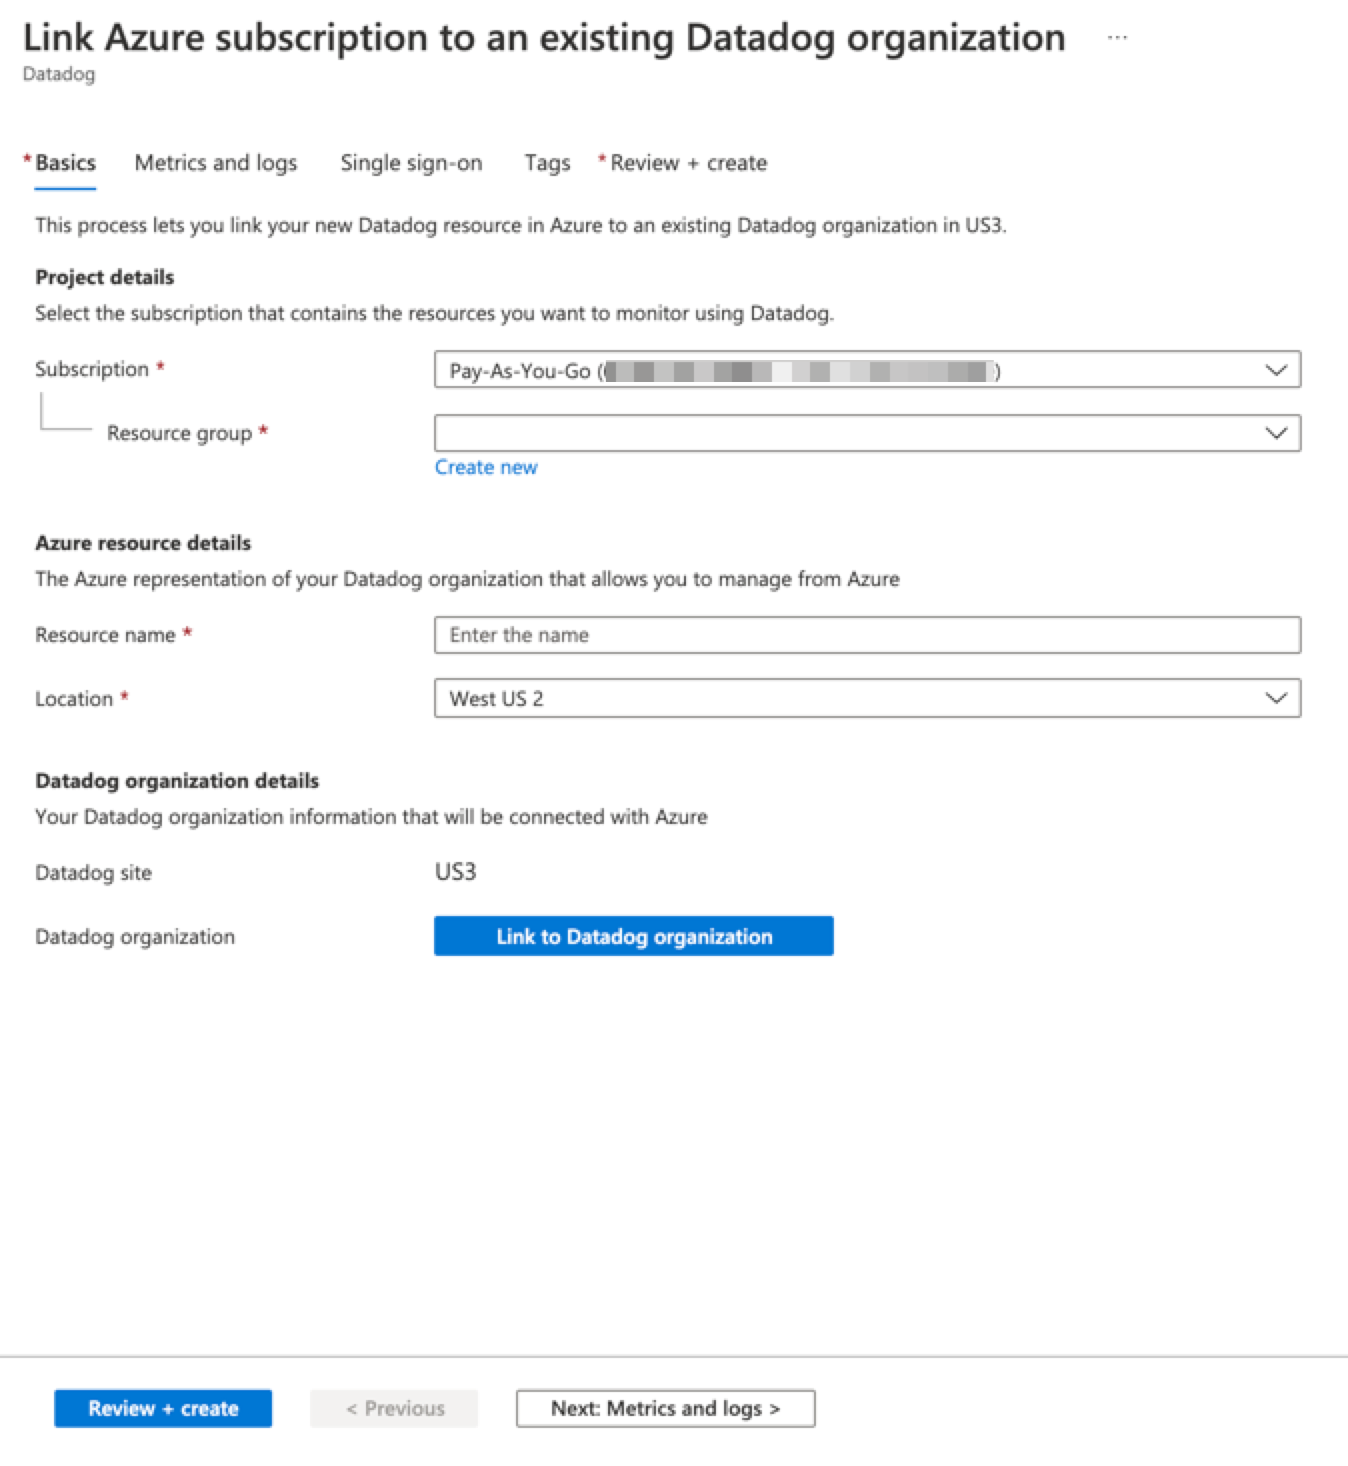 Link Azure subscription to an existing Datadog organization ...
Datadog
* Basics Metrics and logs Single sign-on Tags * Review + create
This process lets you link your new Datadog resource in Azure to an existing Datadog organization in US3.
Project details
Select the subscription that contains the resources you want to monitor using Datadog.
Subscription * Pay-As-You-Go ( )
Resource group *
Create new
Azure resource details
The Azure representation of your Datadog organization that allows you to manage from Azure
Resource name * Enter the name
Location * West US 2
Datadog organization details
Your Datadog organization information that will be connected with Azure
Datadog site US3
Datadog organization Link to Datadog organization
Review + create < Previous Next: Metrics and logs >